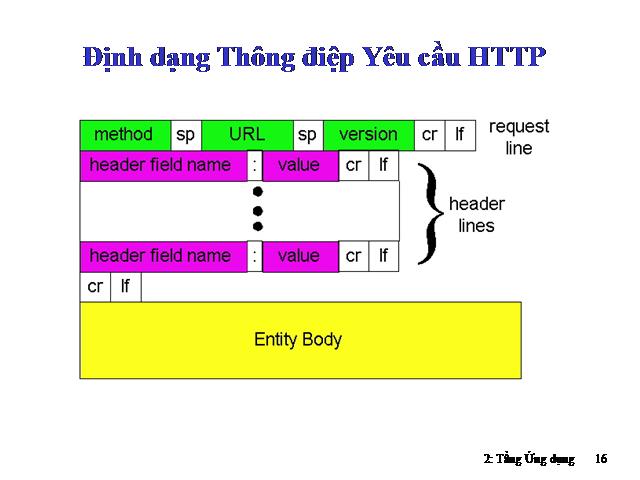 Định dạng Thông điệp Yêu cầu HTTP
method sp URL sp version cr lf
request
line
header field name : value cr lf
header
lines
header field name : value cr lf
cr lf
Entity Body
2: Tầng Ứng dụng 16